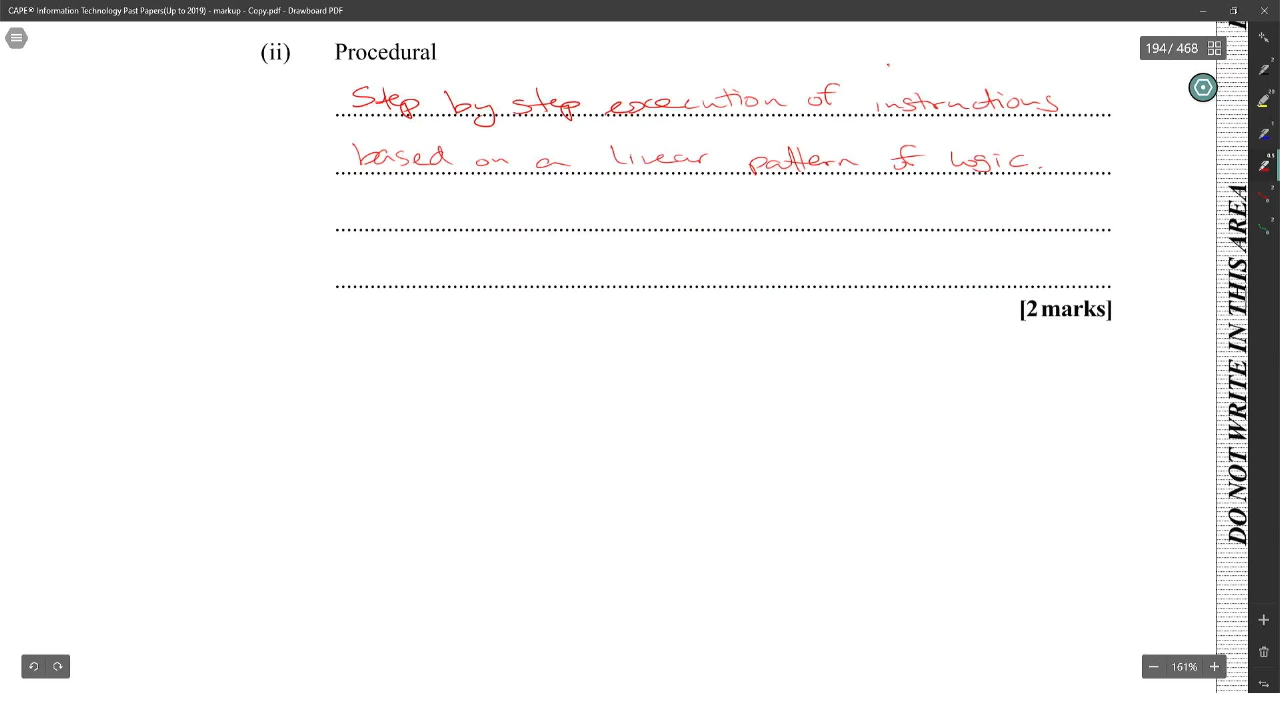 CAPE® Information Technology Past Papers(Up to 2019) - markup - Copy.pdf - Drawboard PDF
194 / 468
(ii) Procedural
Step by step execution of instructions
based on a linear pattern of logic.
[2 marks]
DO NOT WRITE IN THIS AREA
161%